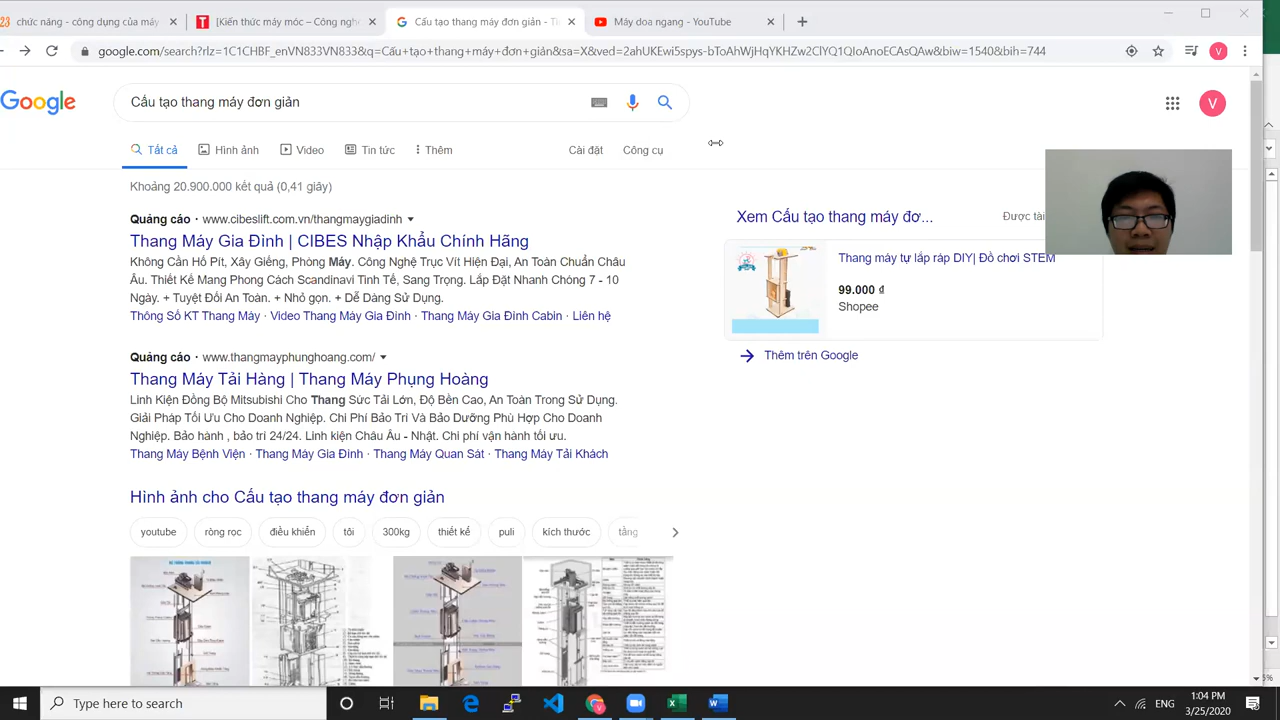 chức năng - công dụng của máy
[Kiến thức máy móc – Công ngh
Cấu tạo thang máy đơn giản - Tì
Máy doa ngang - YouTube
google.com/search?rlz=1C1CHBF_enVN833VN833&q=Cấu+tạo+thang+máy+đơn+giản&sa=X&ved=2ahUKEwi5spys-bToAhWjHqYKHZw2ClYQ1QIoAnoECAsQAw&biw=1540&bih=744
V
Google
Cấu tạo thang máy đơn giản
V
Tất cả
Hình ảnh
Video
Tin tức
Thêm
Cài đặt
Công cụ
Khoảng 20.900.000 kết quả (0,41 giây)
Quảng cáo · www.cibeslift.com.vn/thangmaygiadinh
Thang Máy Gia Đình | CIBES Nhập Khẩu Chính Hãng
Không Cần Hố Pít, Xây Giếng, Phòng Máy. Công Nghệ Trục Vít Hiện Đại, An Toàn Chuẩn Châu
Âu. Thiết Kế Mang Phong Cách Scandinavi Tinh Tế, Sang Trọng. Lắp Đặt Nhanh Chóng 7 - 10
Ngày. + Tuyệt Đối An Toàn. + Nhỏ gọn. + Dễ Dàng Sử Dụng.
Thông Số KT Thang Máy · Video Thang Máy Gia Đình · Thang Máy Gia Đình Cabin · Liên hệ
Quảng cáo · www.thangmayphunghoang.com/
Thang Máy Tải Hàng | Thang Máy Phụng Hoàng
Linh Kiện Đồng Bộ Mitsubishi Cho Thang Sức Tải Lớn, Độ Bền Cao, An Toàn Trong Sử Dụng.
Giải Pháp Tối Ưu Cho Doanh Nghiệp. Chi Phí Bảo Trì Và Bảo Dưỡng Phù Hợp Cho Doanh
Nghiệp. Bảo hành , bảo trì 24/24. Linh kiện Châu Âu - Nhật. Chi phí vận hành tối ưu.
Thang Máy Bệnh Viện · Thang Máy Gia Đình · Thang Máy Quan Sát · Thang Máy Tải Khách
Hình ảnh cho Cấu tạo thang máy đơn giản
youtube
ròng rọc
điều khiển
tôi
300kg
thiết kế
puli
kích thước
tầng
Xem Cấu tạo thang máy đơ...
Được tài
Thang máy tự lắp ráp DIY| Đồ chơi STEM
99.000 ₫
Shopee
Thêm trên Google
Type here to search
ENG
1:04 PM
3/25/2020